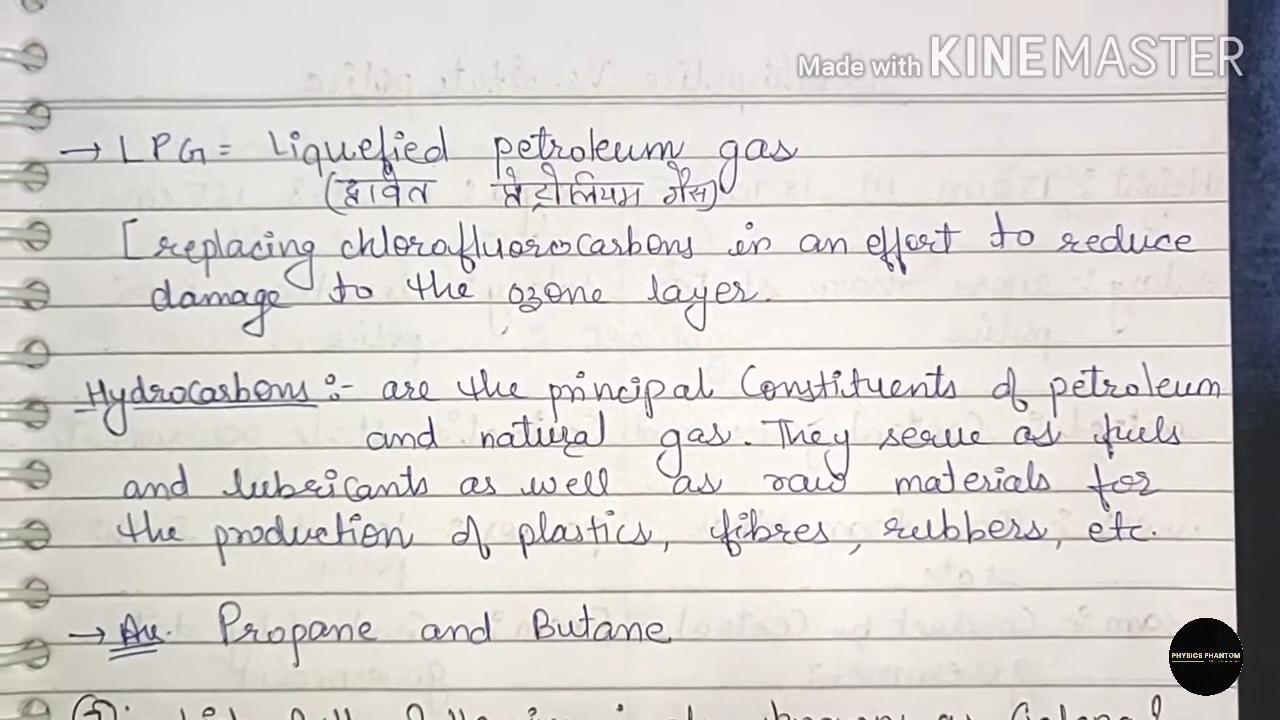 Made with KINEMASTER
→ LPG = Liquefied petroleum gas
(द्रावित पेट्रोलियम गैस)
[replacing chlorofluorocarbons in an effort to reduce
damage to the ozone layer.
Hydrocarbons :- are the principal Constituents of petroleum
and natural gas. They serve as fuels
and lubricants as well as raw materials for
the production of plastics, fibres, rubbers, etc.
→ Au. Propane and Butane
PHYSICS PHANTOM